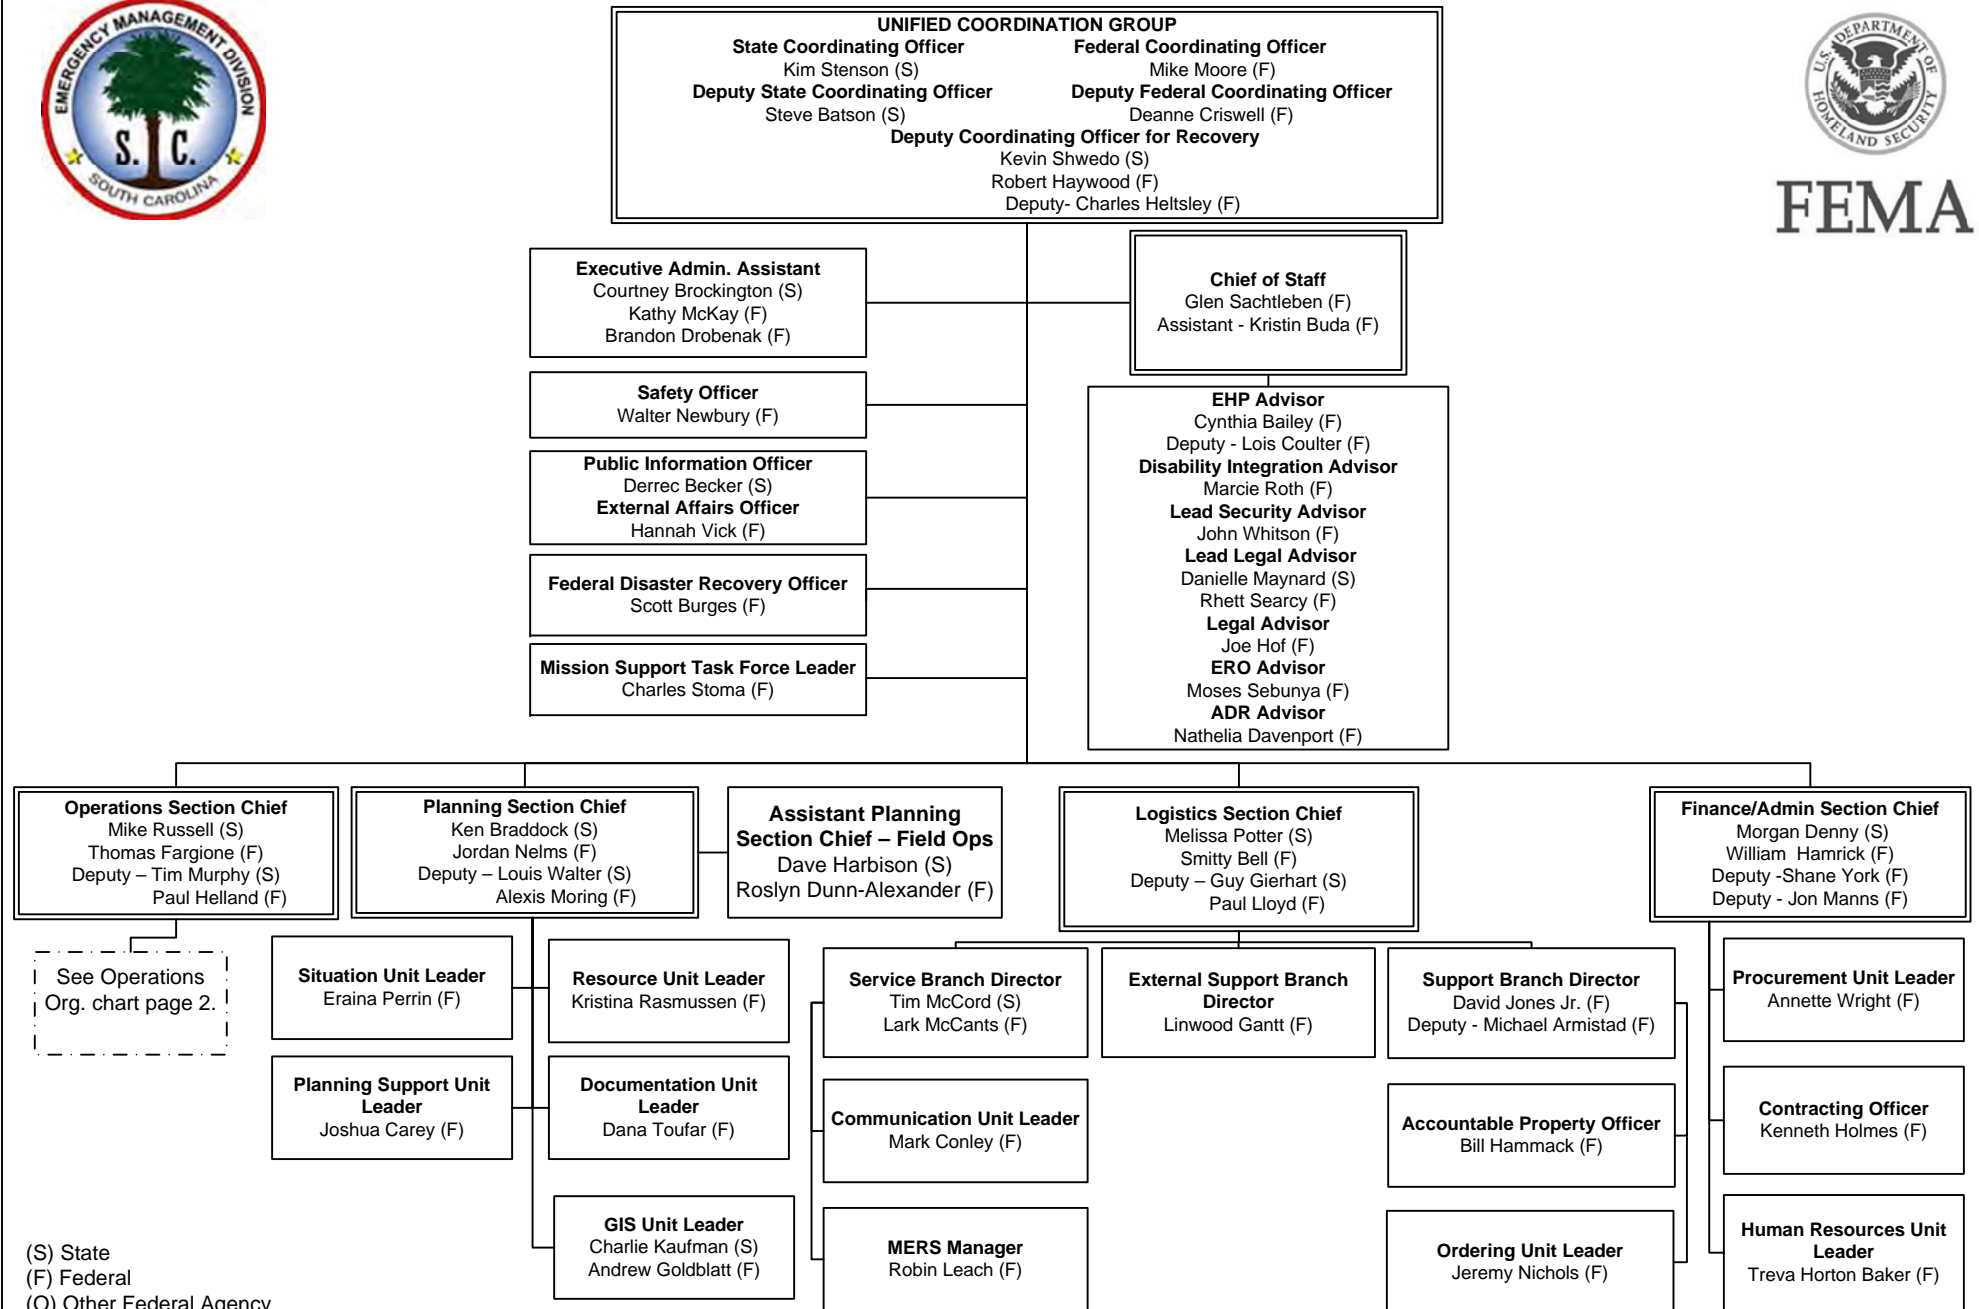 EMERGENCY MANAGEMENT DIVISION
S. C.
SOUTH CAROLINA
UNIFIED COORDINATION GROUP
State Coordinating Officer
Kim Stenson (S)
Federal Coordinating Officer
Mike Moore (F)
Deputy State Coordinating Officer
Steve Batson (S)
Deputy Federal Coordinating Officer
Deanne Criswell (F)
Deputy Coordinating Officer for Recovery
Kevin Shwedo (S)
Robert Haywood (F)
Deputy- Charles Heltsley (F)
U.S. DEPARTMENT OF
HOMELAND SECURITY
FEMA
Executive Admin. Assistant
Courtney Brockington (S)
Kathy McKay (F)
Brandon Drobenak (F)
Chief of Staff
Glen Sachtleben (F)
Assistant - Kristin Buda (F)
Safety Officer
Walter Newbury (F)
Public Information Officer
Derrec Becker (S)
External Affairs Officer
Hannah Vick (F)
Federal Disaster Recovery Officer
Scott Burges (F)
Mission Support Task Force Leader
Charles Stoma (F)
EHP Advisor
Cynthia Bailey (F)
Deputy - Lois Coulter (F)
Disability Integration Advisor
Marcie Roth (F)
Lead Security Advisor
John Whitson (F)
Lead Legal Advisor
Danielle Maynard (S)
Rhett Searcy (F)
Legal Advisor
Joe Hof (F)
ERO Advisor
Moses Sebunya (F)
ADR Advisor
Nathelia Davenport (F)
Operations Section Chief
Mike Russell (S)
Thomas Fargione (F)
Deputy – Tim Murphy (S)
Paul Helland (F)
Planning Section Chief
Ken Braddock (S)
Jordan Nelms (F)
Deputy – Louis Walter (S)
Alexis Moring (F)
Assistant Planning
Section Chief – Field Ops
Dave Harbison (S)
Roslyn Dunn-Alexander (F)
Logistics Section Chief
Melissa Potter (S)
Smitty Bell (F)
Deputy – Guy Gierhart (S)
Paul Lloyd (F)
Finance/Admin Section Chief
Morgan Denny (S)
William  Hamrick (F)
Deputy -Shane York (F)
Deputy - Jon Manns (F)
See Operations
Org. chart page 2.
Situation Unit Leader
Eraina Perrin (F)
Resource Unit Leader
Kristina Rasmussen (F)
Service Branch Director
Tim McCord (S)
Lark McCants (F)
External Support Branch
Director
Linwood Gantt (F)
Support Branch Director
David Jones Jr. (F)
Deputy - Michael Armistad (F)
Procurement Unit Leader
Annette Wright (F)
Planning Support Unit
Leader
Joshua Carey (F)
Documentation Unit
Leader
Dana Toufar (F)
Communication Unit Leader
Mark Conley (F)
Accountable Property Officer
Bill Hammack (F)
Contracting Officer
Kenneth Holmes (F)
GIS Unit Leader
Charlie Kaufman (S)
Andrew Goldblatt (F)
MERS Manager
Robin Leach (F)
Ordering Unit Leader
Jeremy Nichols (F)
Human Resources Unit
Leader
Treva Horton Baker (F)
(S) State
(F) Federal
(O) Other Federal Agency